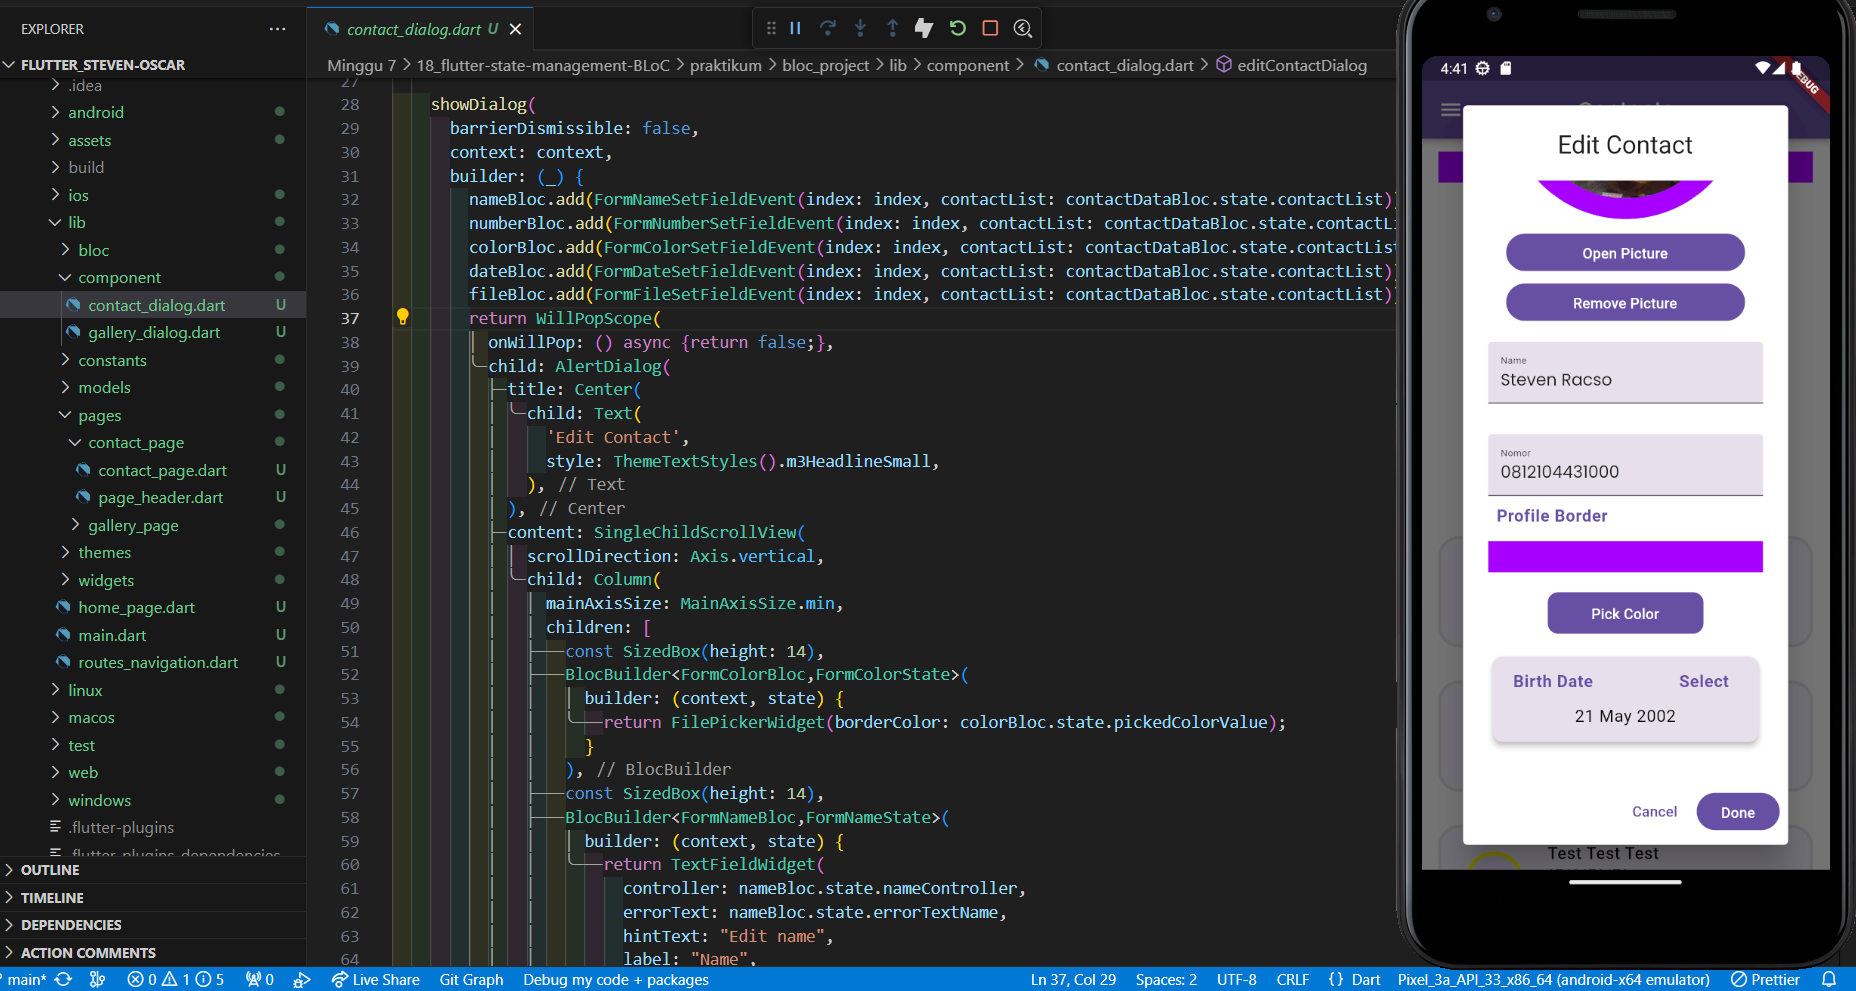 EXPLORER
FLUTTER_STEVEN-OSCAR
.idea
android
assets
build
ios
lib
bloc
component
contact_dialog.dart U
gallery_dialog.dart U
constants
models
pages
contact_page
contact_page.dart U
page_header.dart U
gallery_page
themes
widgets
home_page.dart U
main.dart U
routes_navigation.dart U
linux
macos
test
web
windows
.flutter-plugins
.flutter-plugins-dependencies
OUTLINE
TIMELINE
DEPENDENCIES
ACTION COMMENTS
contact_dialog.dart U
Minggu 7 > 18_flutter-state-management-BLoC > praktikum > bloc_project > lib > component > contact_dialog.dart > editContactDialog
27
28 showDialog(
29 barrierDismissible: false,
30 context: context,
31 builder: (_) {
32 nameBloc.add(FormNameSetFieldEvent(index: index, contactList: contactDataBloc.state.contactList)
33 numberBloc.add(FormNumberSetFieldEvent(index: index, contactList: contactDataBloc.state.contactLi
34 colorBloc.add(FormColorSetFieldEvent(index: index, contactList: contactDataBloc.state.contactList
35 dateBloc.add(FormDateSetFieldEvent(index: index, contactList: contactDataBloc.state.contactList)
36 fileBloc.add(FormFileSetFieldEvent(index: index, contactList: contactDataBloc.state.contactList)
37 return WillPopScope(
38 onWillPop: () async {return false;},
39 child: AlertDialog(
40 title: Center(
41 child: Text(
42 'Edit Contact',
43 style: ThemeTextStyles().m3HeadlineSmall,
44 ), // Text
45 ), // Center
46 content: SingleChildScrollView(
47 scrollDirection: Axis.vertical,
48 child: Column(
49 mainAxisSize: MainAxisSize.min,
50 children: [
51 const SizedBox(height: 14),
52 BlocBuilder<FormColorBloc,FormColorState>(
53 builder: (context, state) {
54 return FilePickerWidget(borderColor: colorBloc.state.pickedColorValue);
55 }
56 ), // BlocBuilder
57 const SizedBox(height: 14),
58 BlocBuilder<FormNameBloc,FormNameState>(
59 builder: (context, state) {
60 return TextFieldWidget(
61 controller: nameBloc.state.nameController,
62 errorText: nameBloc.state.errorTextName,
63 hintText: "Edit name",
64 label: "Name",
4:41
DEBUG
Edit Contact
Open Picture
Remove Picture
Name
Steven Racso
Nomor
0812104431000
Profile Border
Pick Color
Birth Date Select
21 May 2002
Cancel Done
Test Test Test
main* 0 1 5 0 Live Share Git Graph Debug my code + packages Ln 37, Col 29 Spaces: 2 UTF-8 CRLF {} Dart Pixel_3a_API_33_x86_64 (android-x64 emulator) Prettier